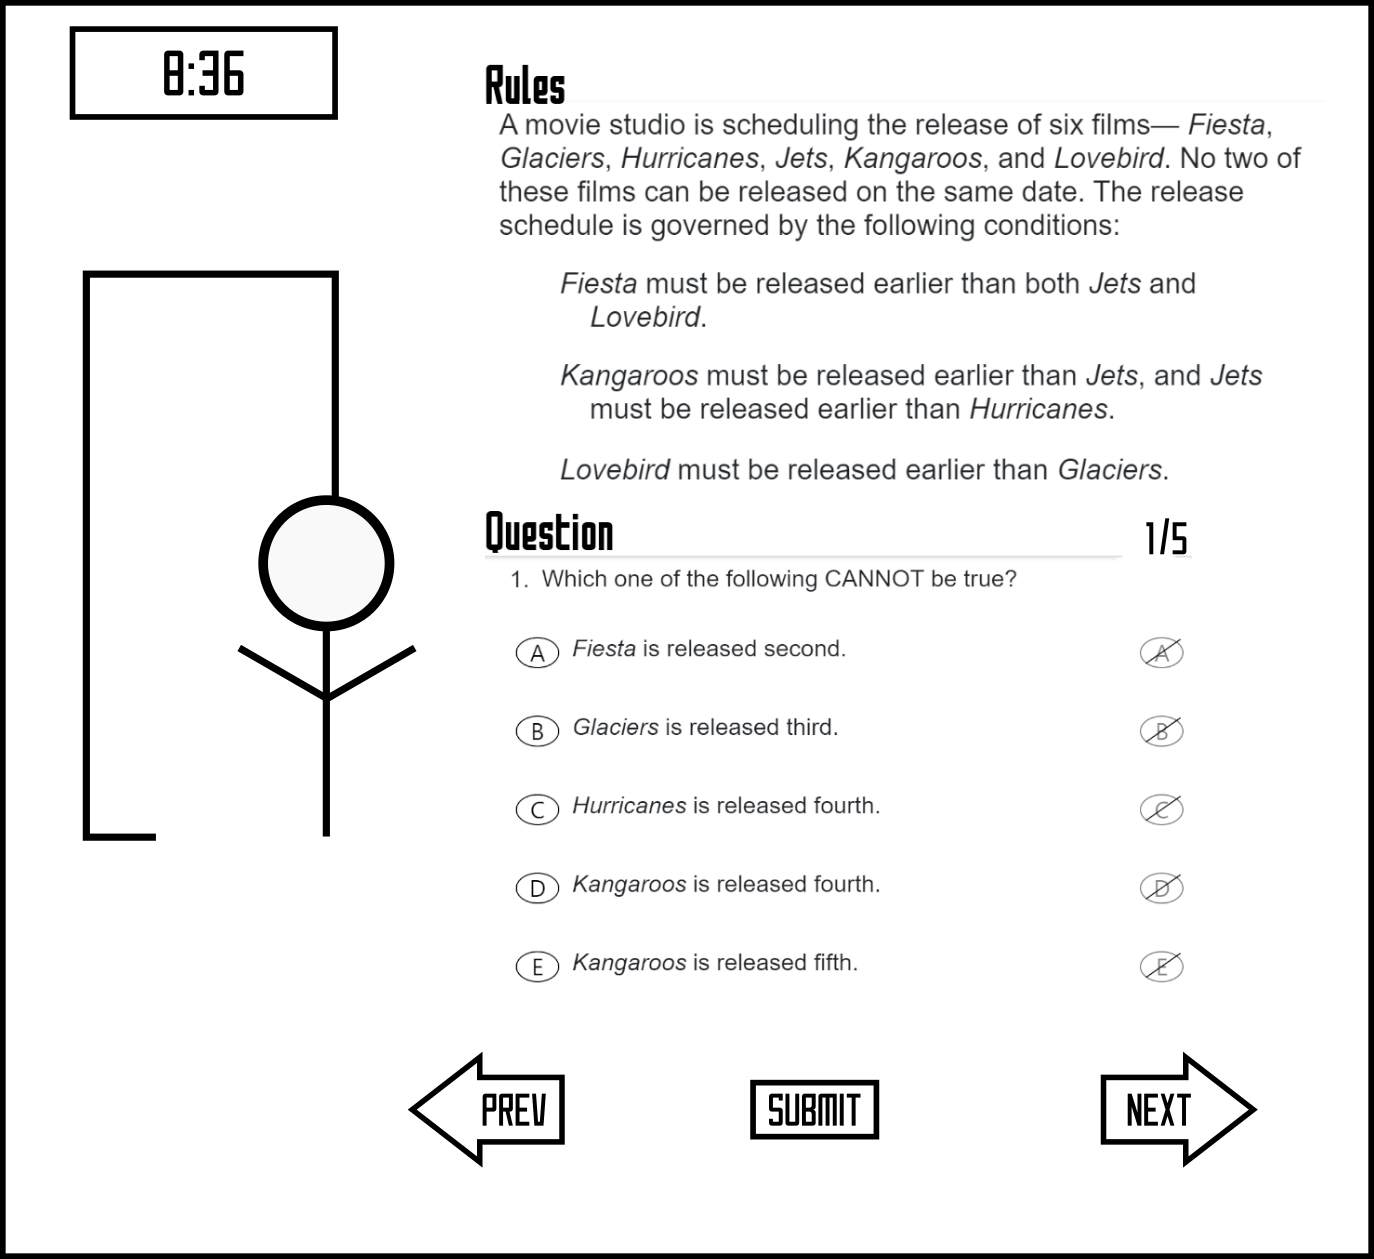 8:36
Rules
A movie studio is scheduling the release of six films— Fiesta,
Glaciers, Hurricanes, Jets, Kangaroos, and Lovebird. No two of
these films can be released on the same date. The release
schedule is governed by the following conditions:
Fiesta must be released earlier than both Jets and
Lovebird.
Kangaroos must be released earlier than Jets, and Jets
must be released earlier than Hurricanes.
Lovebird must be released earlier than Glaciers.
Question 1/5
1. Which one of the following CANNOT be true?
A Fiesta is released second. A
B Glaciers is released third. B
C Hurricanes is released fourth. C
D Kangaroos is released fourth. D
E Kangaroos is released fifth. E
PREV SUBMIT NEXT